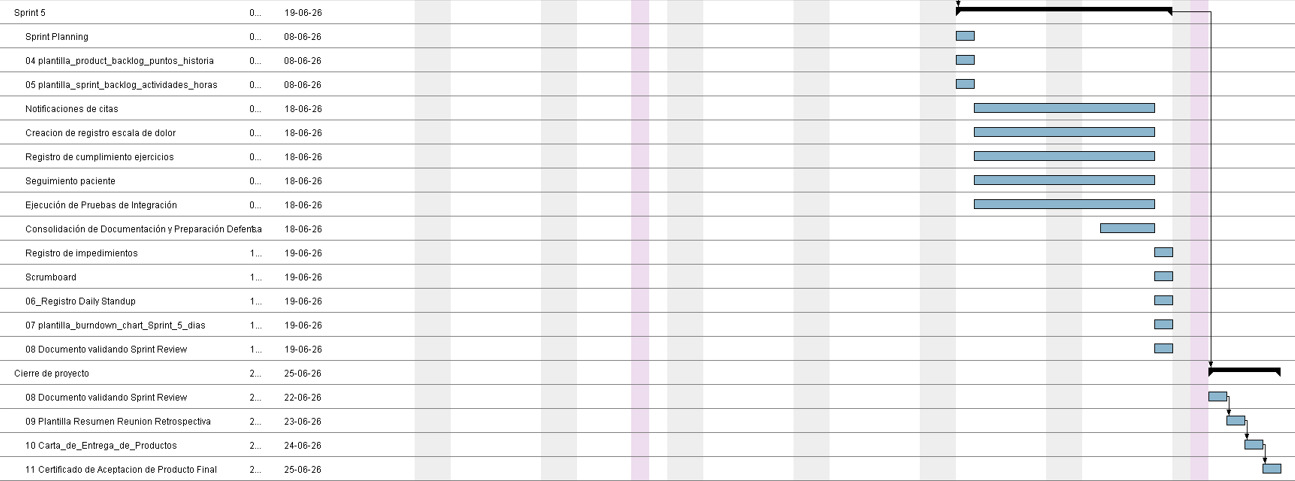 Sprint 5 0... 19-06-26
Sprint Planning 0... 08-06-26
04 plantilla_product_backlog_puntos_historia 0... 08-06-26
05 plantilla_sprint_backlog_actividades_horas 0... 08-06-26
Notificaciones de citas 0... 18-06-26
Creacion de registro escala de dolor 0... 18-06-26
Registro de cumplimiento ejercicios 0... 18-06-26
Seguimiento paciente 0... 18-06-26
Ejecución de Pruebas de Integración 0... 18-06-26
Consolidación de Documentación y Preparación Defensa 18-06-26
Registro de impedimientos 1... 19-06-26
Scrumboard 1... 19-06-26
06_Registro Daily Standup 1... 19-06-26
07 plantilla_burndown_chart_Sprint_5_dias 1... 19-06-26
08 Documento validando Sprint Review 1... 19-06-26
Cierre de proyecto 2... 25-06-26
08 Documento validando Sprint Review 2... 22-06-26
09 Plantilla Resumen Reunion Retrospectiva 2... 23-06-26
10 Carta_de_Entrega_de_Productos 2... 24-06-26
11 Certificado de Aceptacion de Producto Final 2... 25-06-26